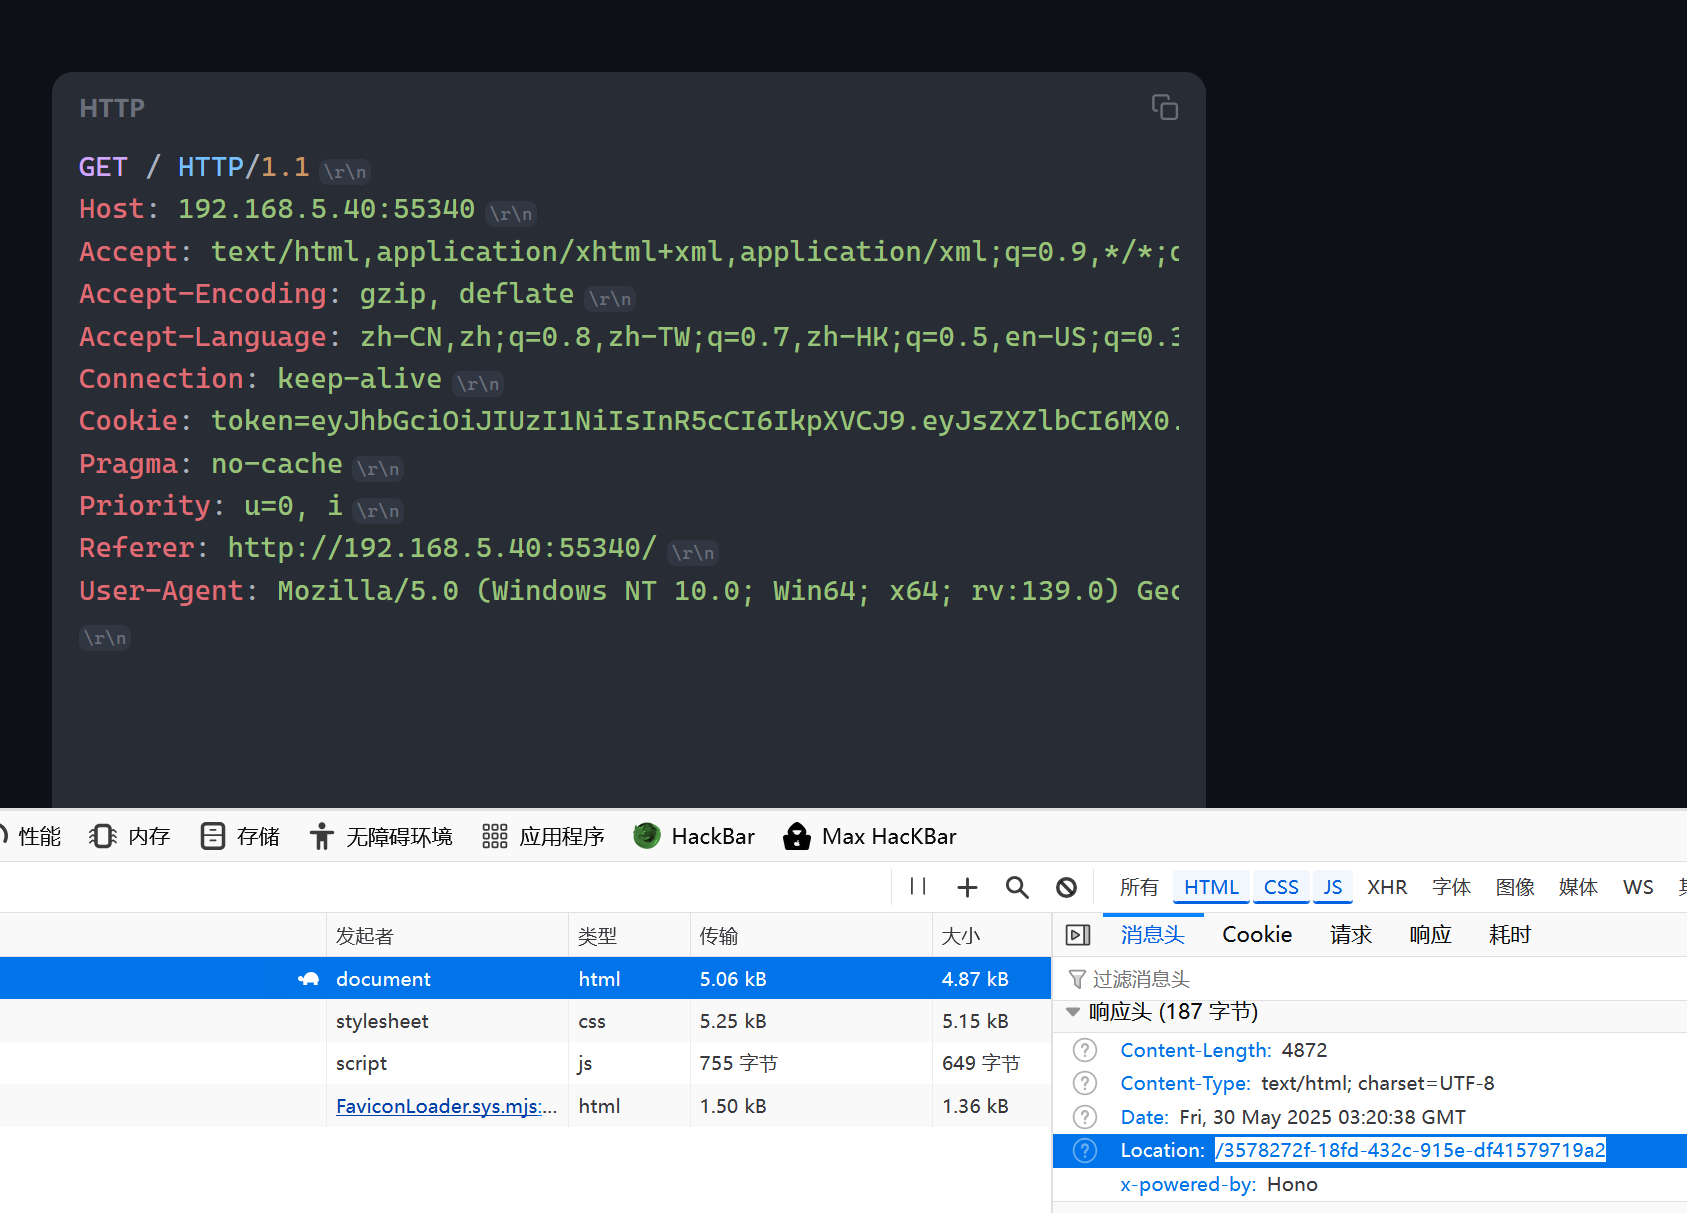 HTTP
GET / HTTP/1.1 \r\n
Host: 192.168.5.40:55340 \r\n
Accept: text/html,application/xhtml+xml,application/xml;q=0.9,*/*;q
Accept-Encoding: gzip, deflate \r\n
Accept-Language: zh-CN,zh;q=0.8,zh-TW;q=0.7,zh-HK;q=0.5,en-US;q=0.3
Connection: keep-alive \r\n
Cookie: token=eyJhbGciOiJIUzI1NiIsInR5cCI6IkpXVCJ9.eyJsZXZlbCI6MX0.
Pragma: no-cache \r\n
Priority: u=0, i \r\n
Referer: http://192.168.5.40:55340/ \r\n
User-Agent: Mozilla/5.0 (Windows NT 10.0; Win64; x64; rv:139.0) Gec
\r\n
性能 内存 存储 无障碍环境 应用程序 HackBar Max HacKBar
所有 HTML CSS JS XHR 字体 图像 媒体 WS
发起者 类型 传输 大小
document html 5.06 kB 4.87 kB
stylesheet css 5.25 kB 5.15 kB
script js 755 字节 649 字节
FaviconLoader.sys.mjs:... html 1.50 kB 1.36 kB
消息头 Cookie 请求 响应 耗时
过滤消息头
响应头 (187 字节)
Content-Length: 4872
Content-Type: text/html; charset=UTF-8
Date: Fri, 30 May 2025 03:20:38 GMT
Location: /3578272f-18fd-432c-915e-df41579719a2
x-powered-by: Hono